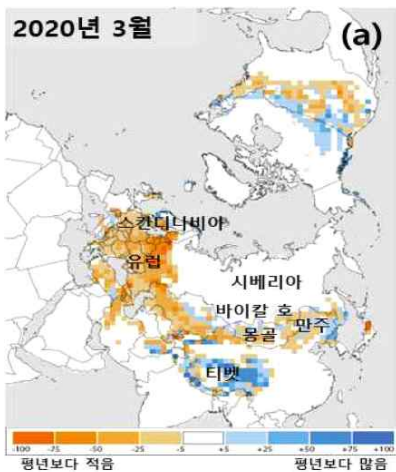 2020년 3월
(a)
스칸디나비아
유럽
시베리아
바이칼 호
몽골
만주
티벳
-100 -75 -50 -25 -5 +5 +25 +50 +75 +100
평년보다 적음 평년보다 많음